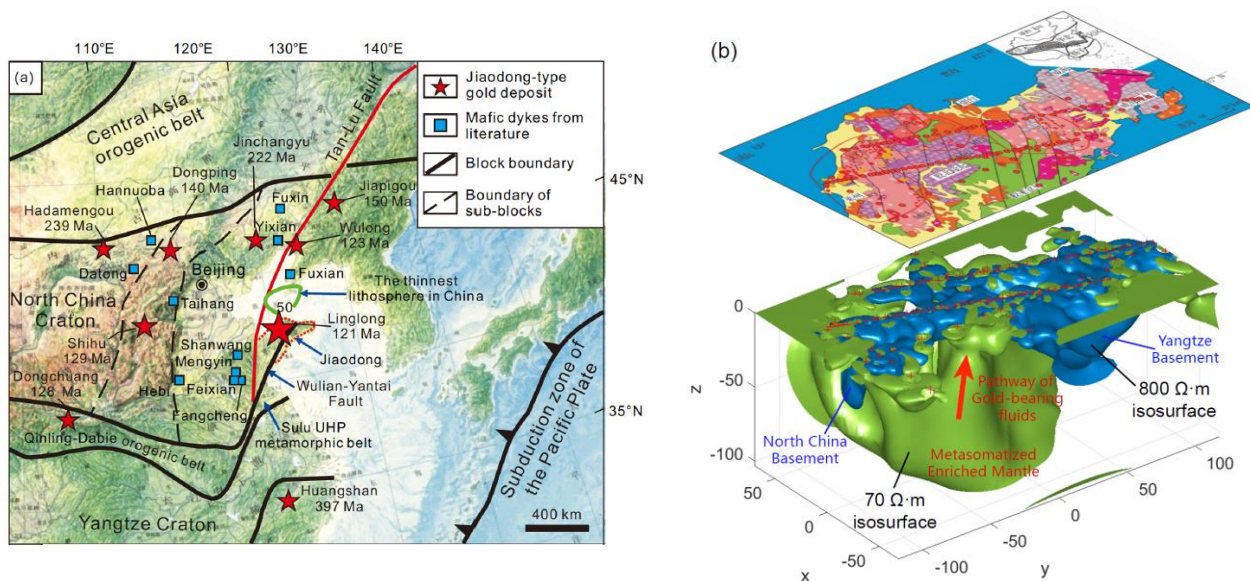 (a)
110°E
120°E
130°E
140°E
Jiaodong-type
gold deposit
Mafic dykes from
literature
Block boundary
Boundary of
sub-blocks
Central Asia
orogenic belt
Tan-Lu Fault
Jinchangyu
222 Ma
Dongping
140 Ma
Hannuoba
Hadamengou
239 Ma
Fuxin
Yixian
Jiapigou
150 Ma
45°N
Wulong
123 Ma
Datong
Beijing
Fuxian
The thinnest
lithosphere in China
North China
Craton
Taihang
50
Linglong
121 Ma
Shihu
129 Ma
Shanwang
Mengyin
Jiaodong
Dongchuang
128 Ma
Hebi
Feixian
Wulian-Yantai
Fault
Fangcheng
35°N
Sulu UHP
metamorphic belt
Qinling-Dabie orogenic belt
Subduction zone of
the Pacific Plate
Huangshan
397 Ma
Yangtze Craton
400 km
(b)
0
-50
-100
z
Yangtze
Basement
800 Ω·m
isosurface
Pathway of
Gold-bearing
fluids
North China
Basement
Metasomatized
Enriched Mantle
70 Ω·m
isosurface
50
0
-50
x
-100
-50
0
50
100
y